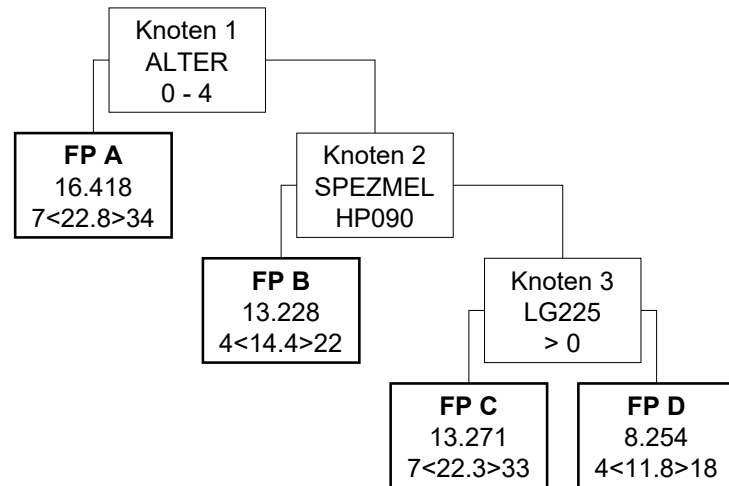 Knoten 1
ALTER
0 - 4
FP A
16.418
7<22.8>34
Knoten 2
SPEZMEL
HP090
FP B
13.228
4<14.4>22
Knoten 3
LG225
> 0
FP C
13.271
7<22.3>33
FP D
8.254
4<11.8>18